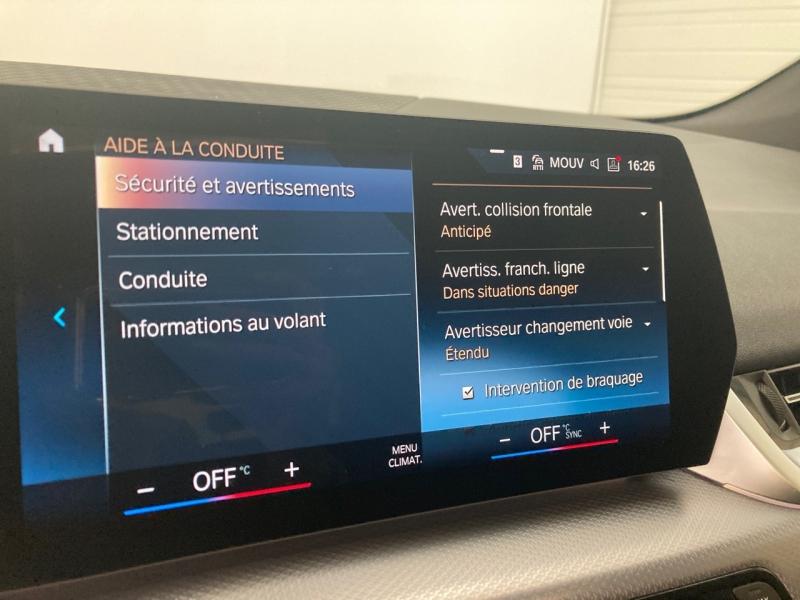 AIDE À LA CONDUITE
3 RTTI MOUV 16:26
Sécurité et avertissements
Stationnement
Conduite
Informations au volant
Avert. collision frontale
Anticipé
Avertiss. franch. ligne
Dans situations danger
Avertisseur changement voie
Étendu
Intervention de braquage
– OFF °C +
MENU
CLIMAT.
– OFF °C SYNC +